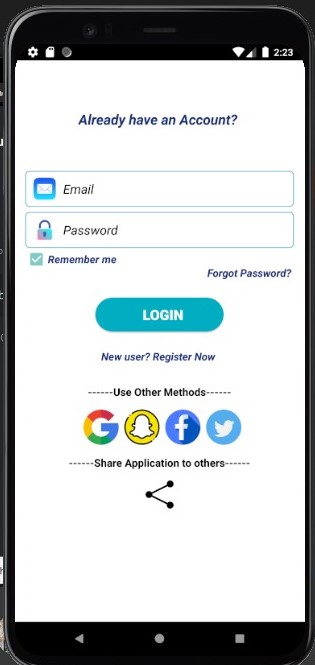 2:23
Already have an Account?
Email
Password
Remember me
Forgot Password?
LOGIN
New user? Register Now
------Use Other Methods------
------Share Application to others------